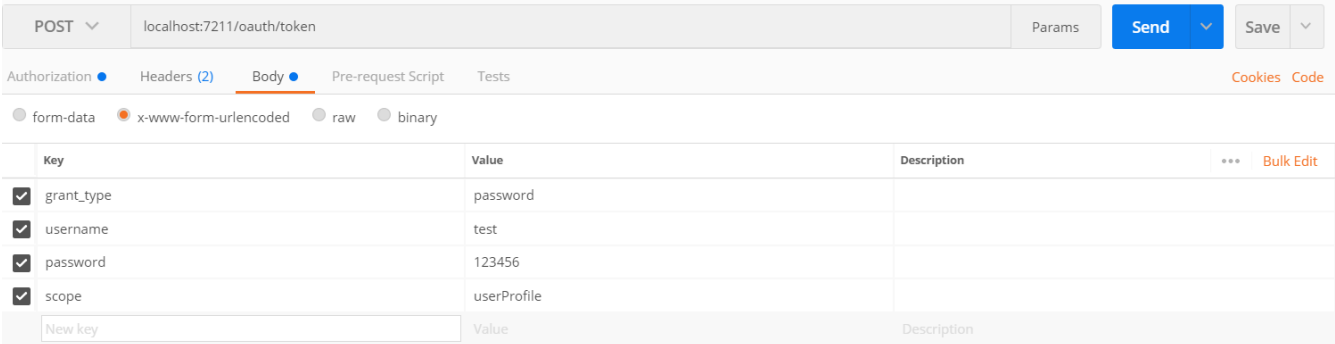 POST localhost:7211/oauth/token Params Send Save
Authorization Headers (2) Body Pre-request Script Tests Cookies Code
form-data x-www-form-urlencoded raw binary
Key Value Description ••• Bulk Edit
grant_type password
username test
password 123456
scope userProfile
New key Value Description